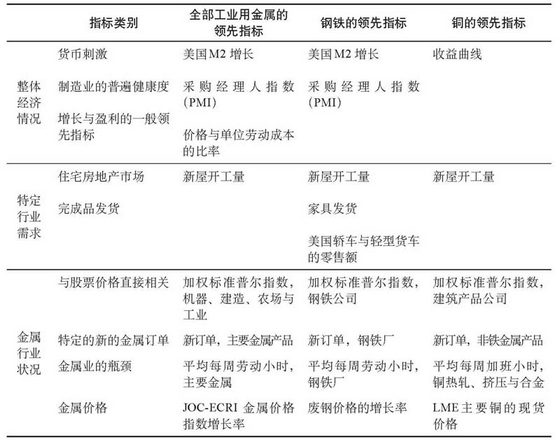 指标类别 全部工业用金属的领先指标 钢铁的领先指标 铜的领先指标
整体经济情况
货币刺激 美国M2 增长 美国M2 增长 收益曲线
制造业的普遍健康度 采购经理人指数(PMI) 采购经理人指数(PMI)
增长与盈利的一般领先指标 价格与单位劳动成本的比率
特定行业需求
住宅房地产市场 新屋开工量 新屋开工量 新屋开工量
完成品发货 家具发货
美国轿车与轻型货车的零售额
金属行业状况
与股票价格直接相关 加权标准普尔指数，机器、建造、农场与工业 加权标准普尔指数，钢铁公司 加权标准普尔指数，建筑产品公司
特定的新的金属订单 新订单，主要金属产品 新订单，钢铁厂 新订单，非铁金属产品
金属业的瓶颈 平均每周劳动小时，主要金属 平均每周劳动小时，钢铁厂 平均每周加班小时，铜热轧、挤压与合金
金属价格 JOC-ECRI 金属价格指数增长率 废钢价格的增长率 LME主要铜的现货价格